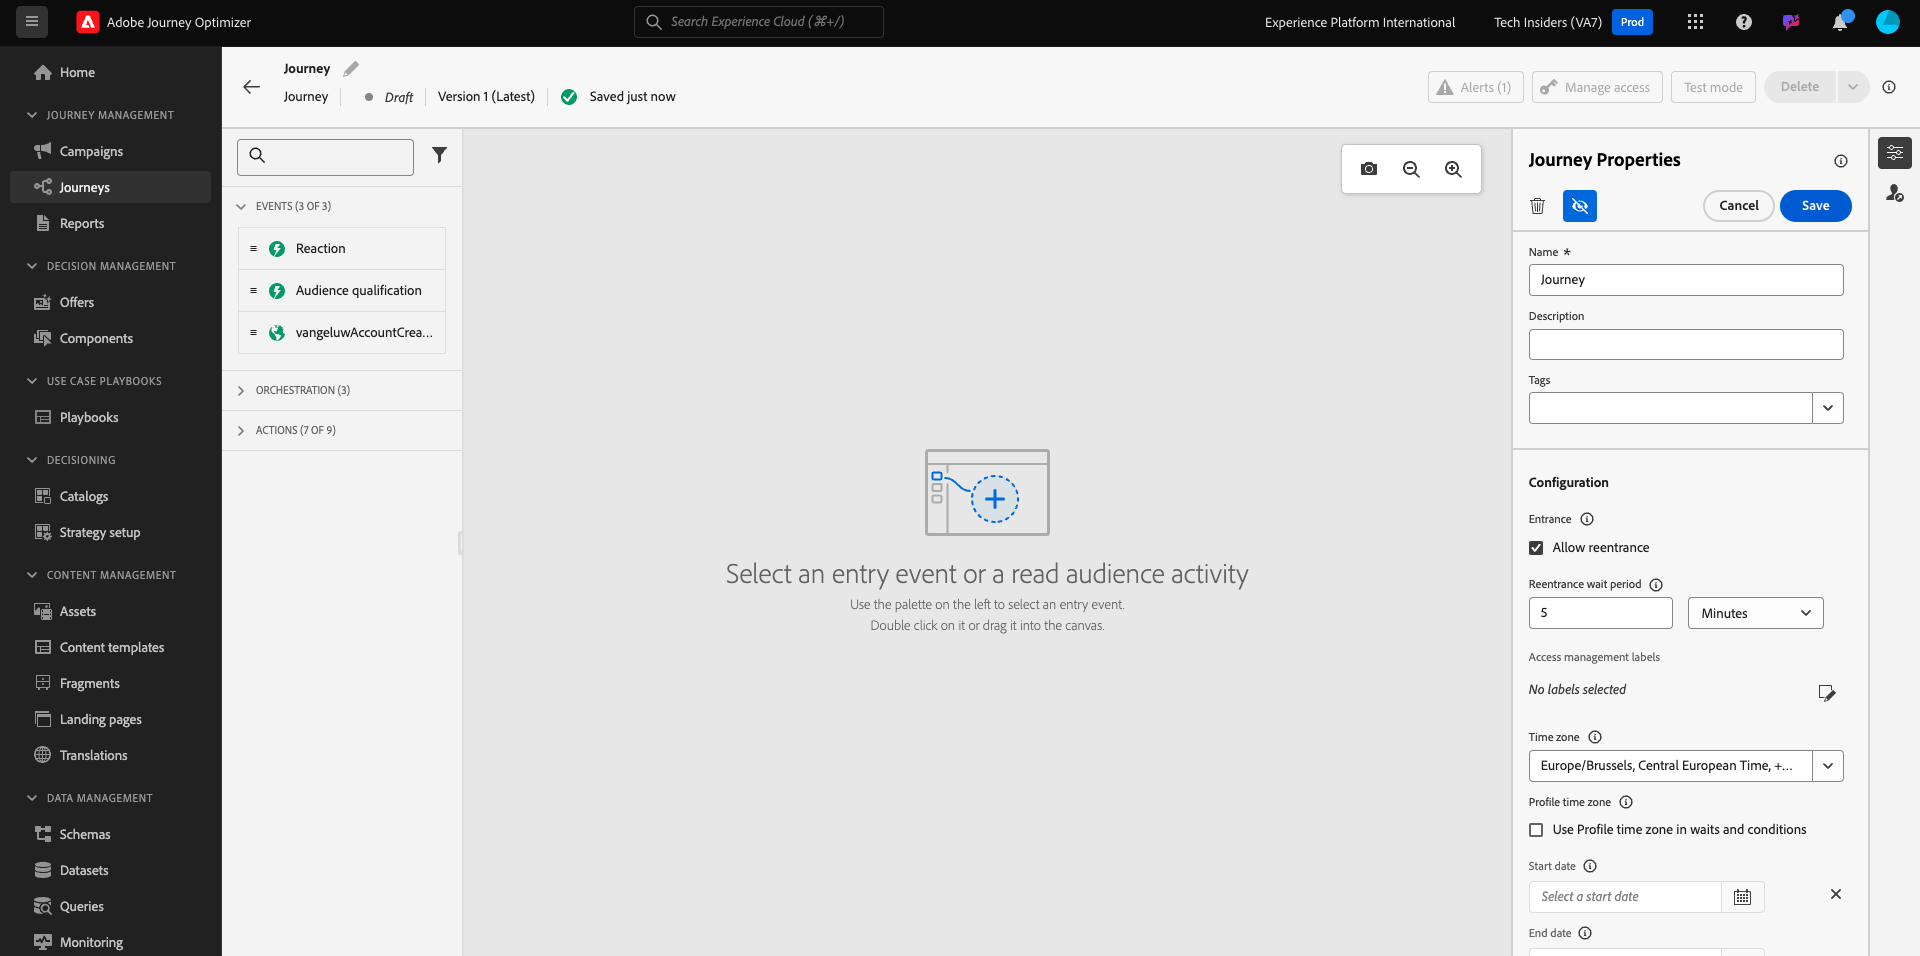 Adobe Journey Optimizer
Search Experience Cloud (⌘+/)
Experience Platform International
Tech Insiders (VA7)
Prod
Home
JOURNEY MANAGEMENT
Campaigns
Journeys
Reports
DECISION MANAGEMENT
Offers
Components
USE CASE PLAYBOOKS
Playbooks
DECISIONING
Catalogs
Strategy setup
CONTENT MANAGEMENT
Assets
Content templates
Fragments
Landing pages
Translations
DATA MANAGEMENT
Schemas
Datasets
Queries
Monitoring
Journey
Journey
Draft
Version 1 (Latest)
Saved just now
Alerts (1)
Manage access
Test mode
Delete
EVENTS (3 OF 3)
Reaction
Audience qualification
vangeluwAccountCrea...
ORCHESTRATION (3)
ACTIONS (7 OF 9)
Select an entry event or a read audience activity
Use the palette on the left to select an entry event.
Double click on it or drag it into the canvas.
Journey Properties
Cancel
Save
Name *
Journey
Description
Tags
Configuration
Entrance
Allow reentrance
Reentrance wait period
5
Minutes
Access management labels
No labels selected
Time zone
Europe/Brussels, Central European Time, +...
Profile time zone
Use Profile time zone in waits and conditions
Start date
Select a start date
End date